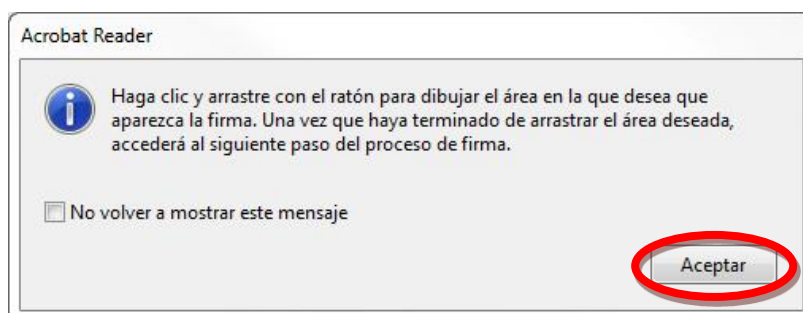 Acrobat Reader
Haga clic y arrastre con el ratón para dibujar el área en la que desea que
aparezca la firma. Una vez que haya terminado de arrastrar el área deseada,
accederá al siguiente paso del proceso de firma.
No volver a mostrar este mensaje
Aceptar